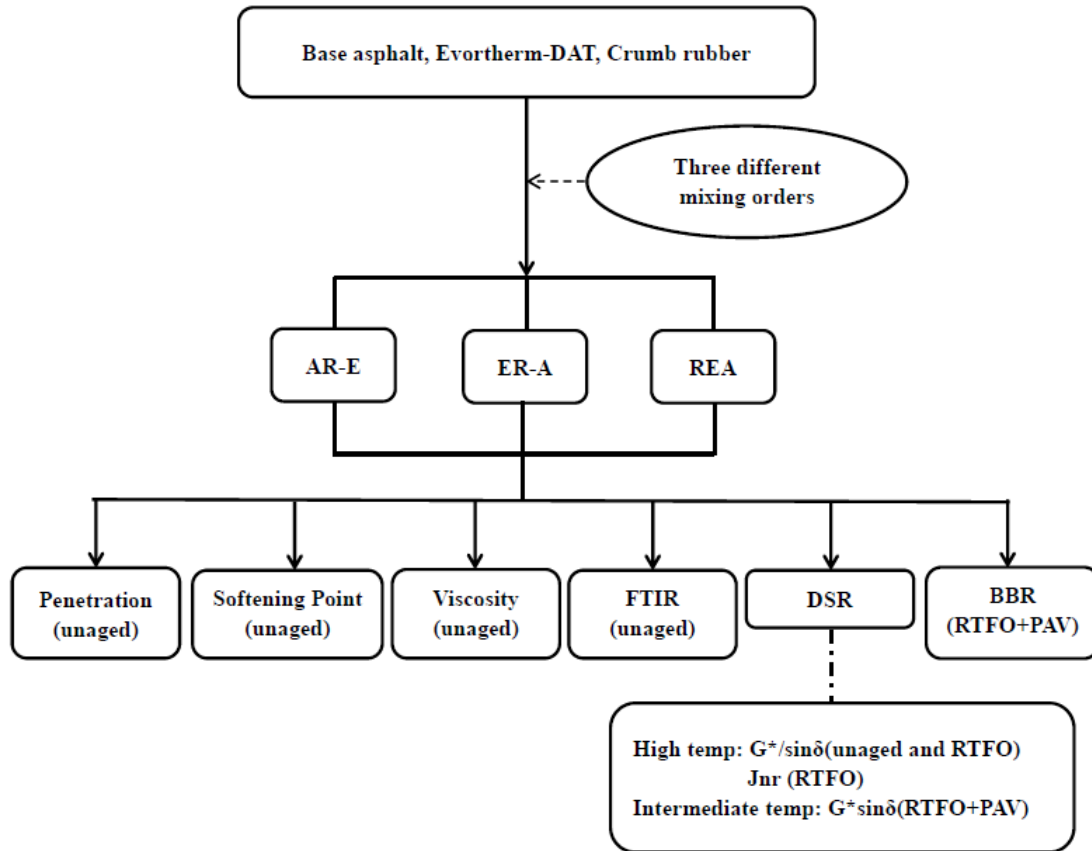 Base asphalt, Evortherm-DAT, Crumb rubber
Three different
mixing orders
AR-E
ER-A
REA
Penetration
(unaged)
Softening Point
(unaged)
Viscosity
(unaged)
FTIR
(unaged)
DSR
BBR
(RTFO+PAV)
High temp: G*/sinδ(unaged and RTFO)
Jnr (RTFO)
Intermediate temp: G*sinδ(RTFO+PAV)